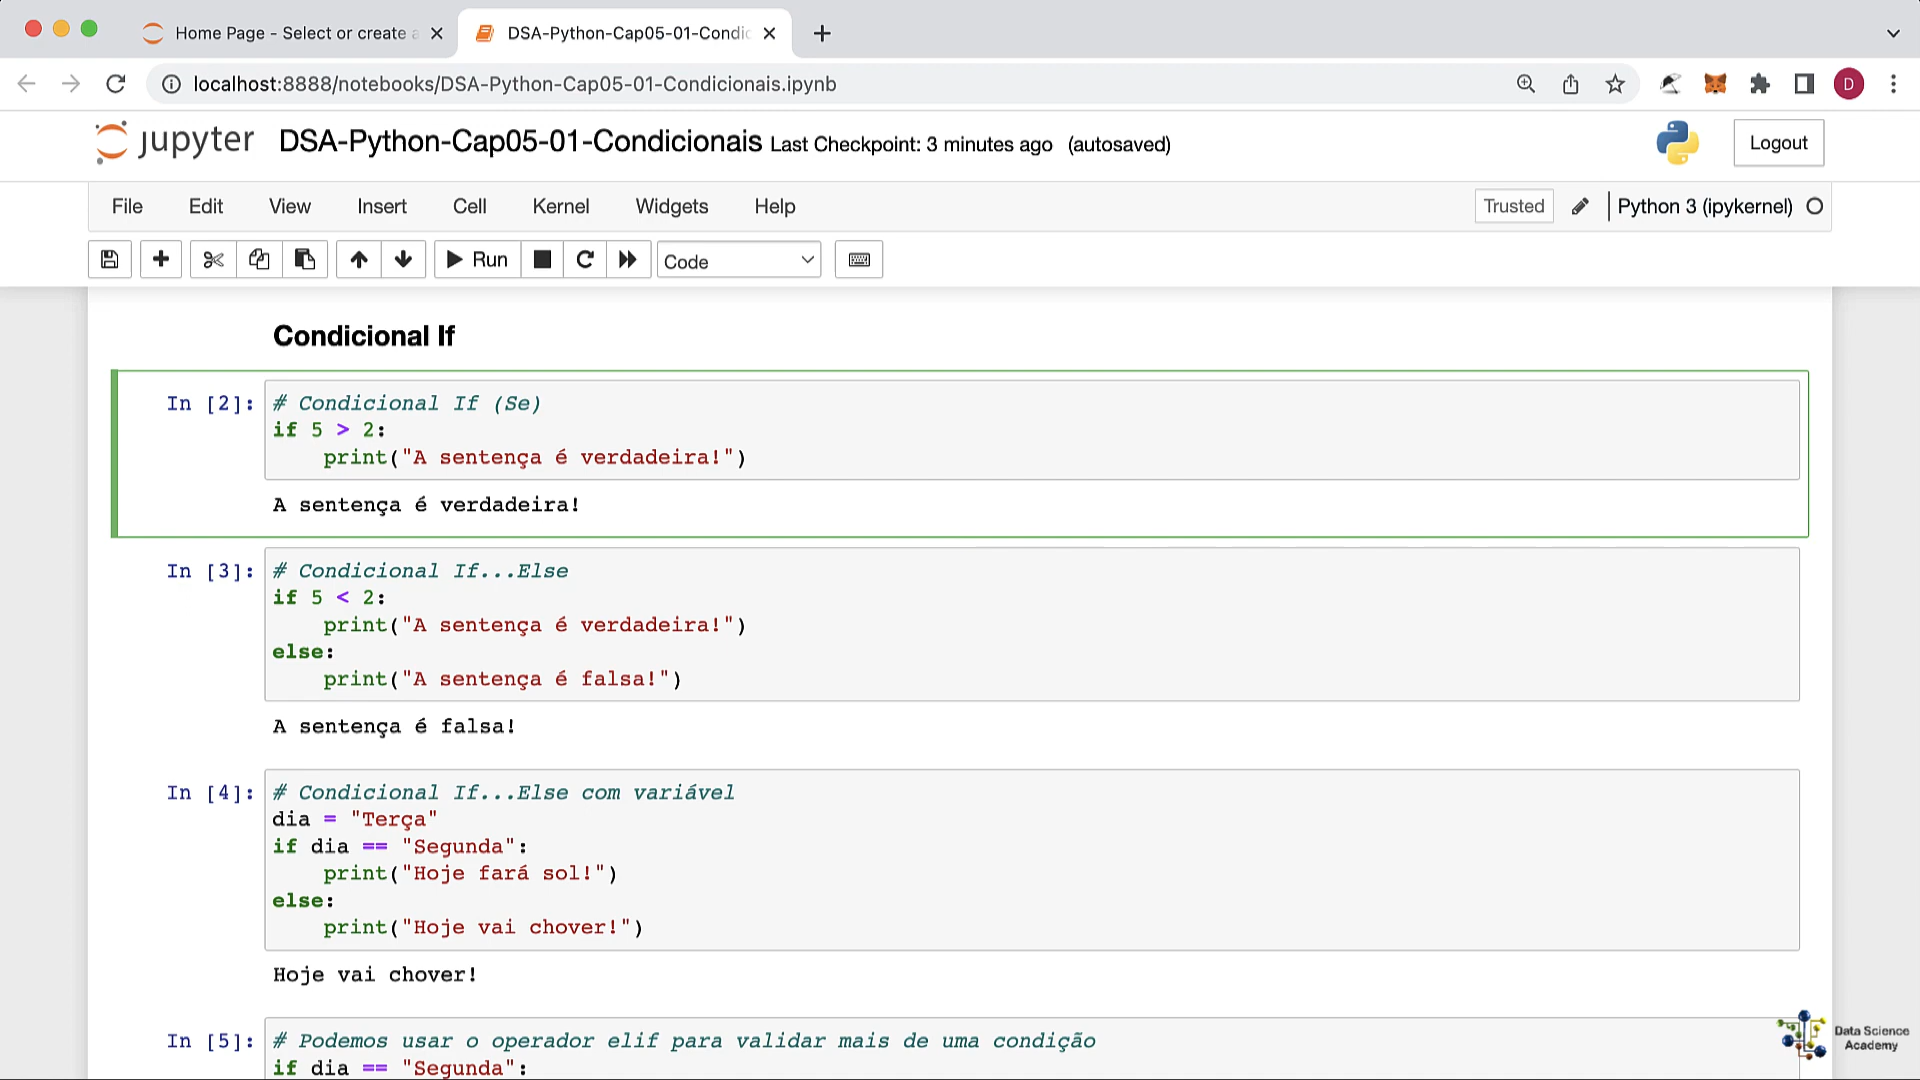 Home Page - Select or create a
DSA-Python-Cap05-01-Condic
localhost:8888/notebooks/DSA-Python-Cap05-01-Condicionais.ipynb
D
jupyter DSA-Python-Cap05-01-Condicionais Last Checkpoint: 3 minutes ago (autosaved)
Logout
File Edit View Insert Cell Kernel Widgets Help
Trusted Python 3 (ipykernel)
Run Code
Condicional If
In [2]: # Condicional If (Se)
if 5 > 2:
    print("A sentença é verdadeira!")
A sentença é verdadeira!
In [3]: # Condicional If...Else
if 5 < 2:
    print("A sentença é verdadeira!")
else:
    print("A sentença é falsa!")
A sentença é falsa!
In [4]: # Condicional If...Else com variável
dia = "Terça"
if dia == "Segunda":
    print("Hoje fará sol!")
else:
    print("Hoje vai chover!")
Hoje vai chover!
In [5]: # Podemos usar o operador elif para validar mais de uma condição
if dia == "Segunda":
Data Science
Academy